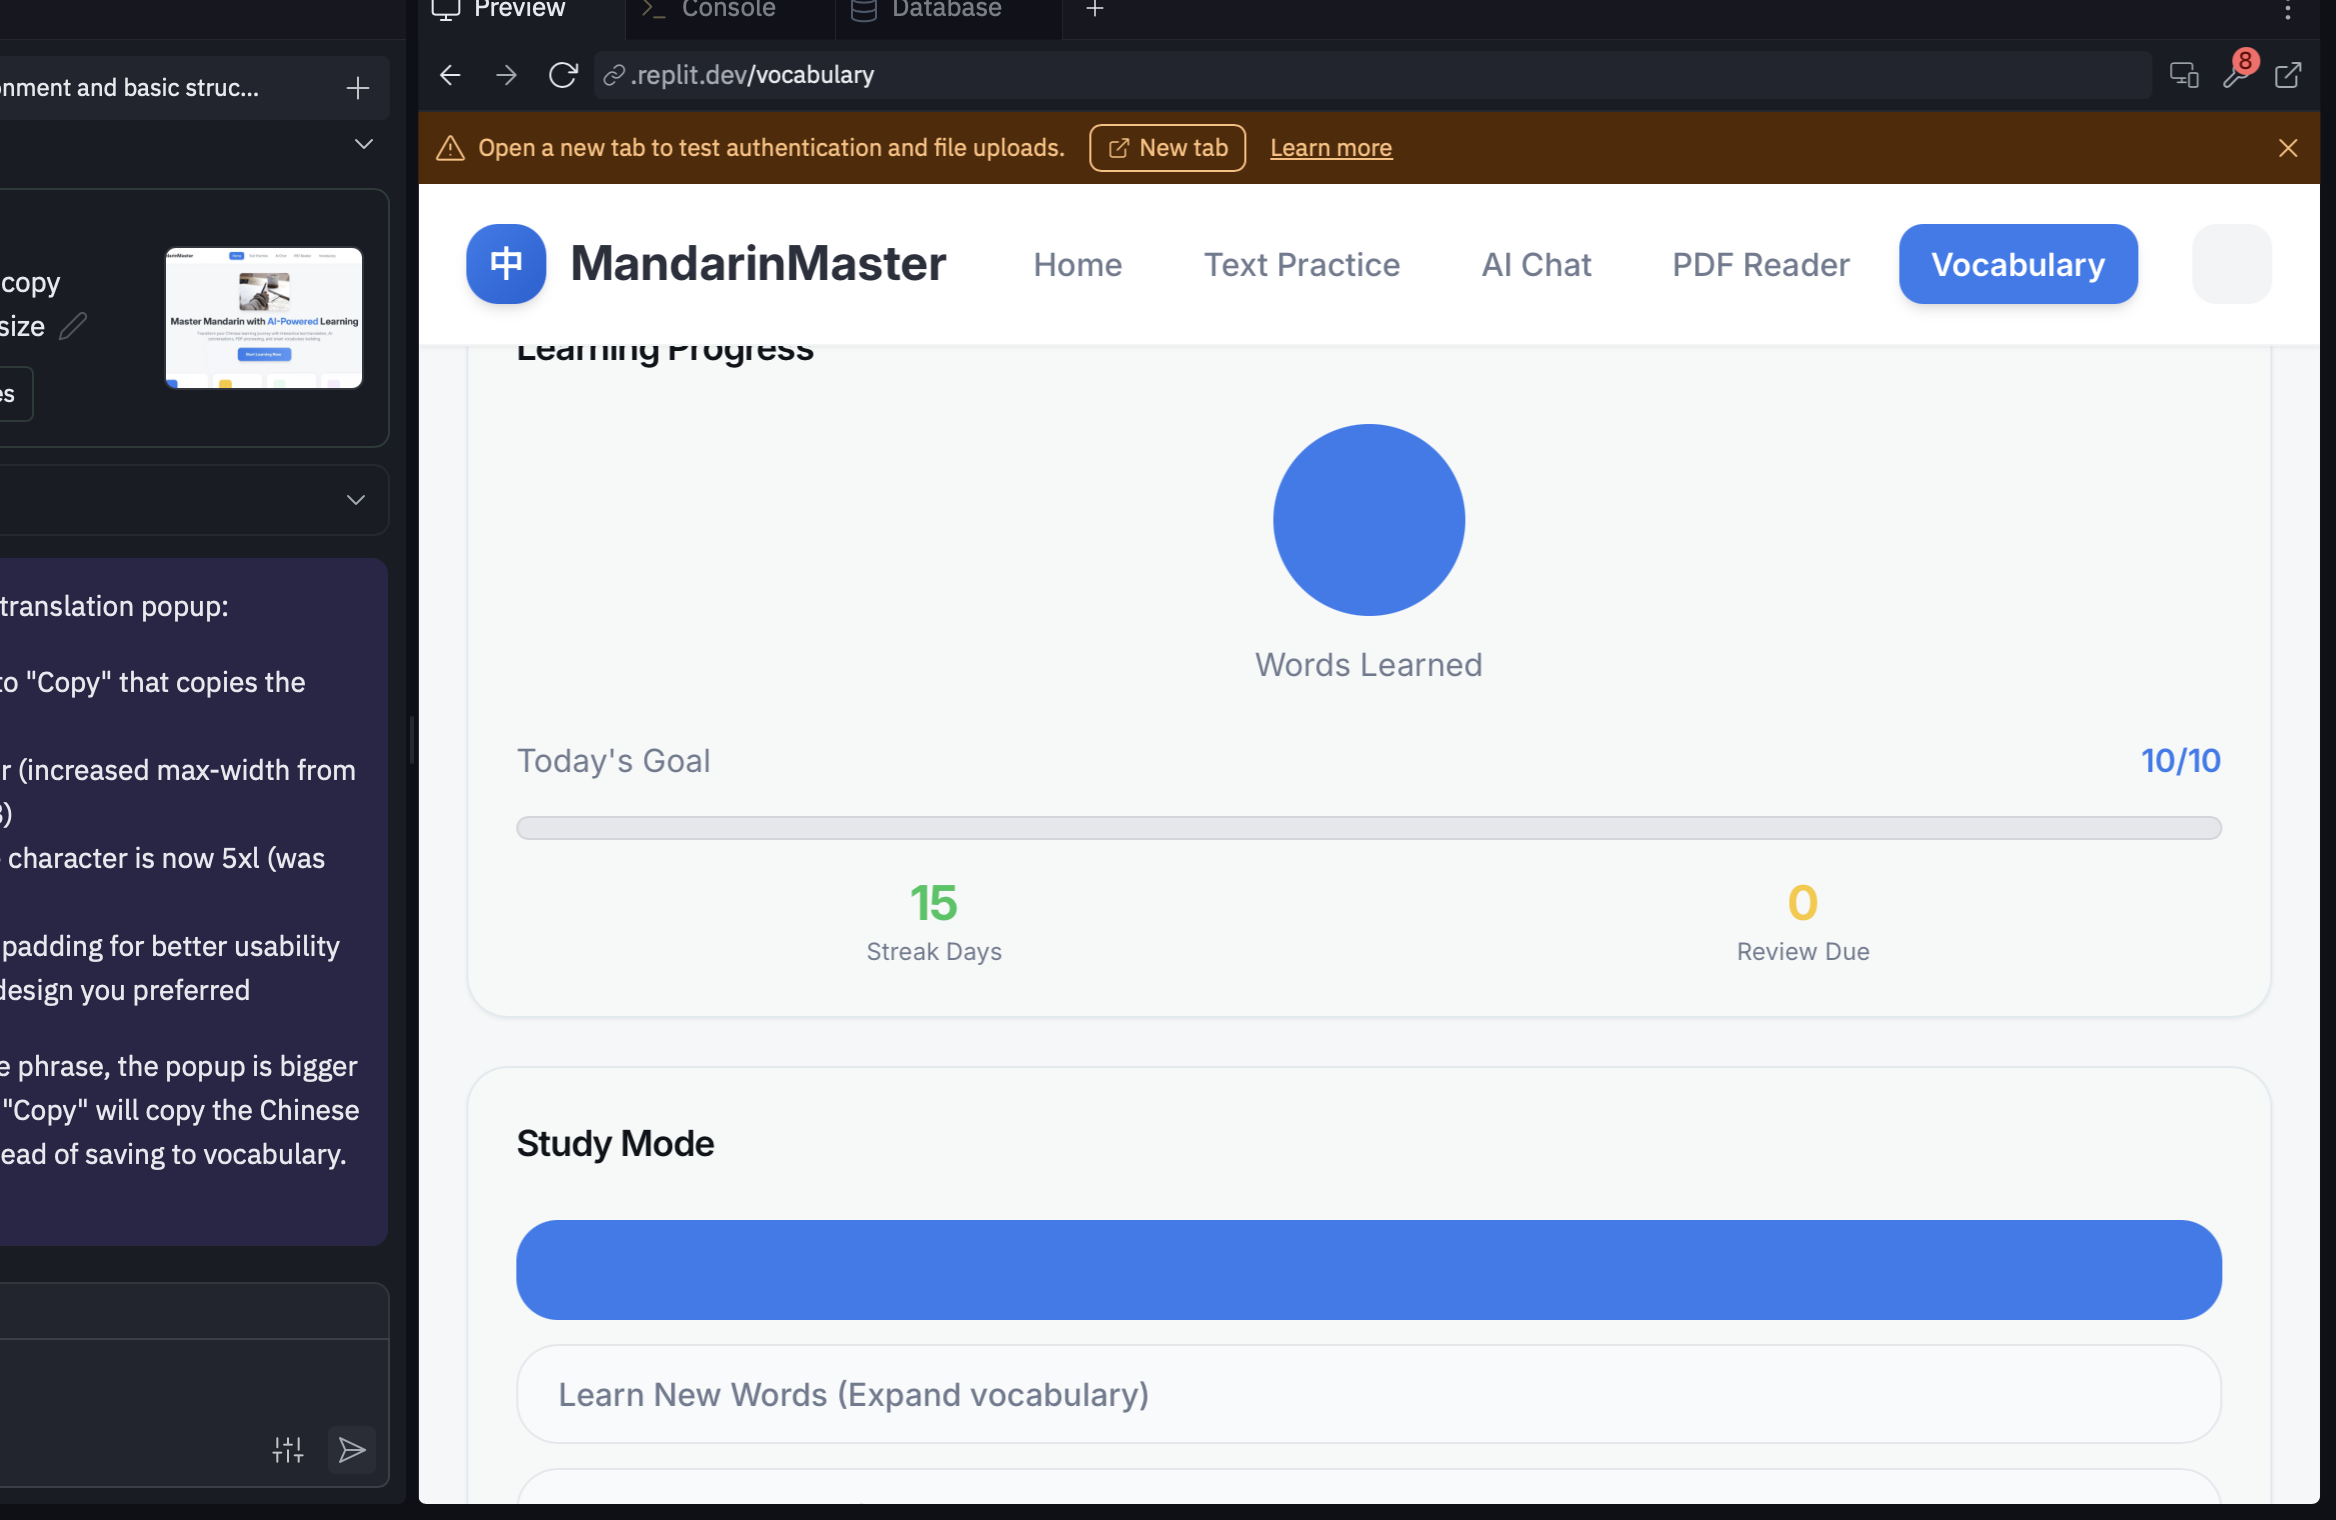 Preview
Console
Database
onment and basic struc...
.replit.dev/vocabulary
8
Open a new tab to test authentication and file uploads.
New tab
Learn more
copy
size
es
MandarinMaster
Master Mandarin with AI-Powered Learning
translation popup:
to "Copy" that copies the
r (increased max-width from
3)
character is now 5xl (was
padding for better usability
design you preferred
e phrase, the popup is bigger
"Copy" will copy the Chinese
ead of saving to vocabulary.
中
MandarinMaster
Home
Text Practice
AI Chat
PDF Reader
Vocabulary
Learning Progress
Words Learned
Today's Goal
10/10
15
Streak Days
0
Review Due
Study Mode
Learn New Words (Expand vocabulary)